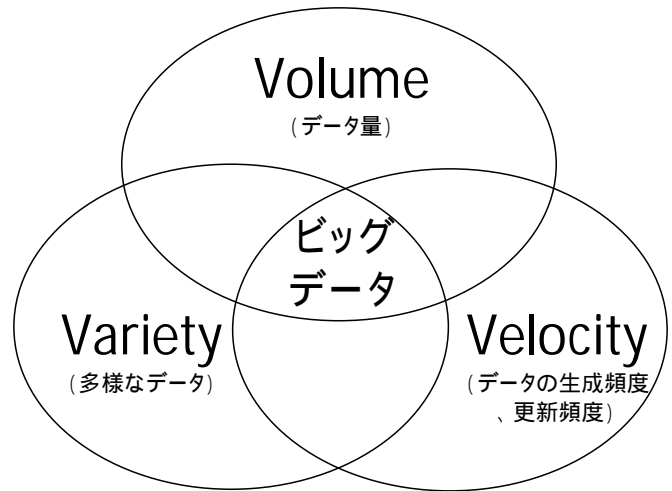 Volume
(データ量)
ビッグ
データ
Variety
(多様なデータ)
Velocity
(データの生成頻度
、更新頻度)